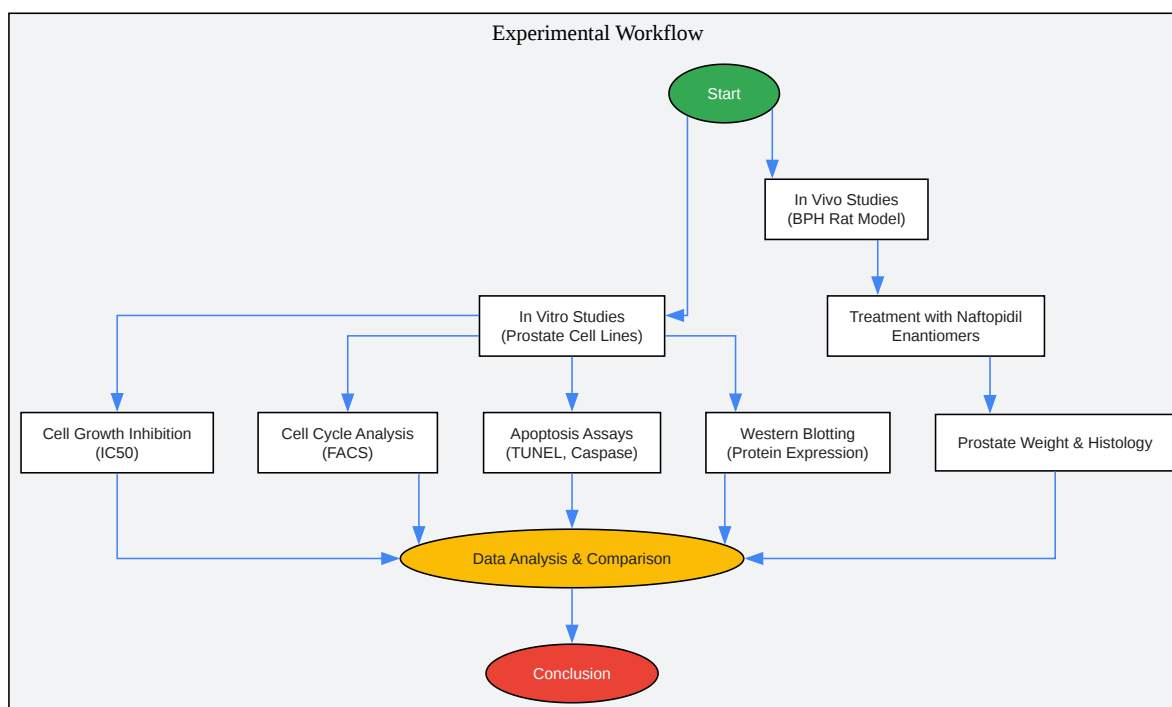 Experimental Workflow
Start
In Vivo Studies
(BPH Rat Model)
In Vitro Studies
(Prostate Cell Lines)
Treatment with Naftopidil
Enantiomers
Cell Growth Inhibition
(IC50)
Cell Cycle Analysis
(FACS)
Apoptosis Assays
(TUNEL, Caspase)
Western Blotting
(Protein Expression)
Prostate Weight & Histology
Data Analysis & Comparison
Conclusion